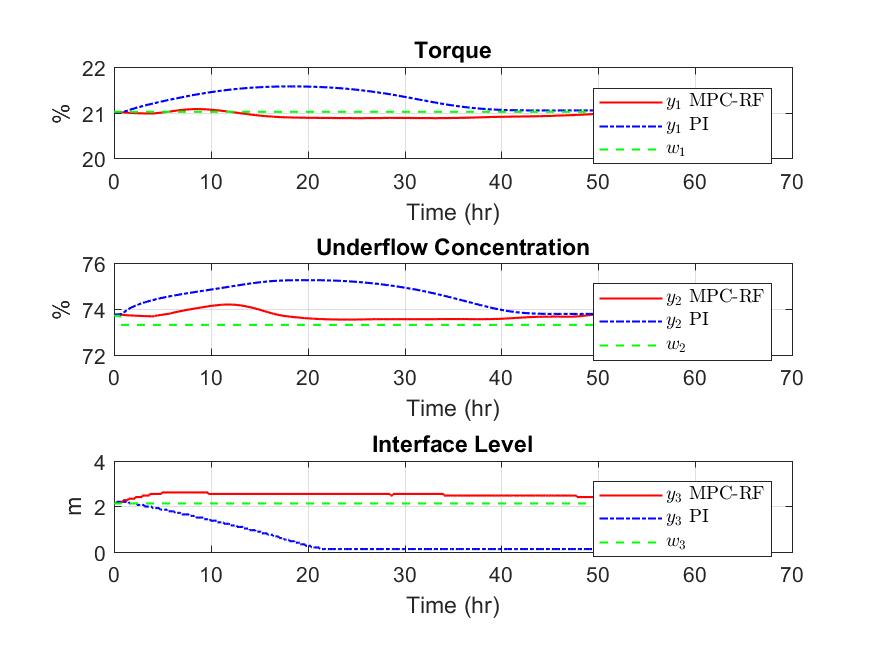 Torque
22
21
20
%
y1 MPC-RF
y1 PI
w1
0 10 20 30 40 50 60 70
Time (hr)
Underflow Concentration
76
74
72
%
y2 MPC-RF
y2 PI
w2
0 10 20 30 40 50 60 70
Time (hr)
Interface Level
4
2
0
m
y3 MPC-RF
y3 PI
w3
0 10 20 30 40 50 60 70
Time (hr)